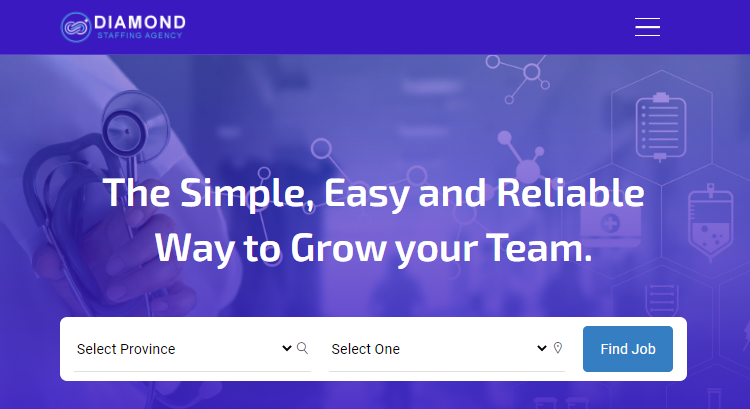 DIAMOND
STAFFING AGENCY
The Simple, Easy and Reliable
Way to Grow your Team.
Select Province
Select One
Find Job